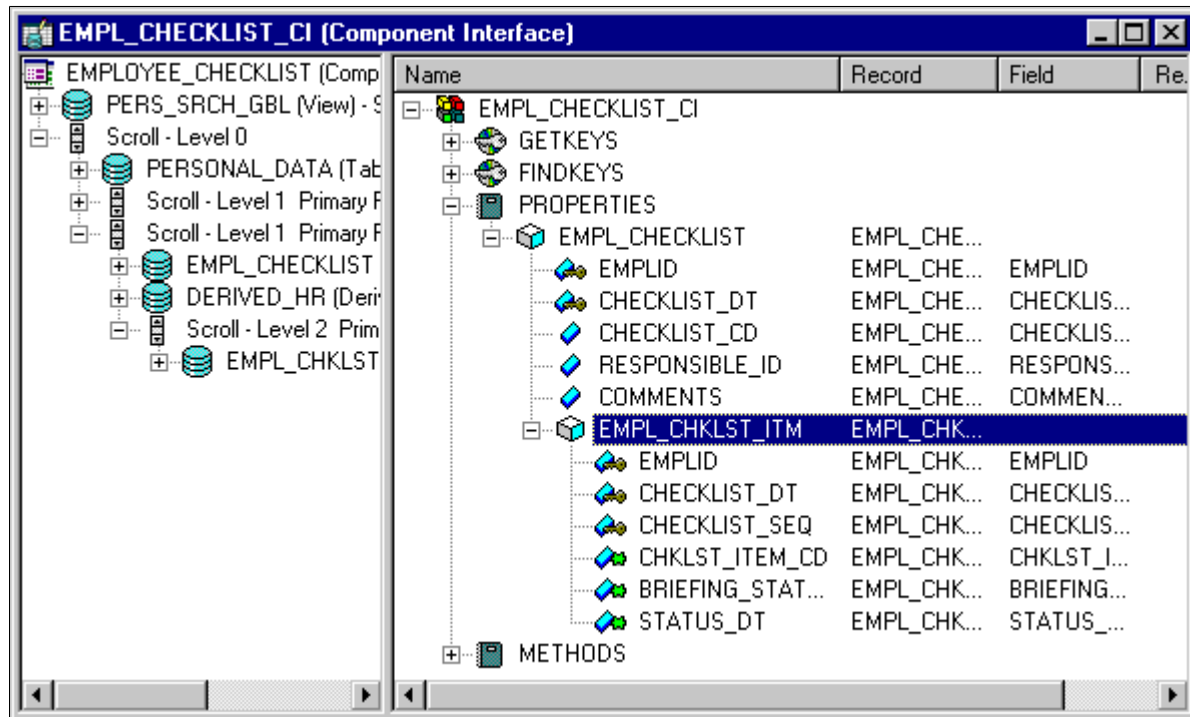 EMPL_CHECKLIST_CI (Component Interface)
EMPLOYEE_CHECKLIST (Comp
PERS_SRCH_GBL (View) - S
Scroll - Level 0
PERSONAL_DATA (Tab
Scroll - Level 1 Primary F
Scroll - Level 1 Primary F
EMPL_CHECKLIST
DERIVED_HR (Deri
Scroll - Level 2 Prim
EMPL_CHKLST
Name Record Field Re.
EMPL_CHECKLIST_CI
GETKEYS
FINDKEYS
PROPERTIES
EMPL_CHECKLIST EMPL_CHE...
EMPLID EMPL_CHE... EMPLID
CHECKLIST_DT EMPL_CHE... CHECKLIS...
CHECKLIST_CD EMPL_CHE... CHECKLIS...
RESPONSIBLE_ID EMPL_CHE... RESPONS...
COMMENTS EMPL_CHE... COMMEN...
EMPL_CHKLST_ITM EMPL_CHK...
EMPLID EMPL_CHK... EMPLID
CHECKLIST_DT EMPL_CHK... CHECKLIS...
CHECKLIST_SEQ EMPL_CHK... CHECKLIS...
CHKLST_ITEM_CD EMPL_CHK... CHKLST_I...
BRIEFING_STAT... EMPL_CHK... BRIEFING...
STATUS_DT EMPL_CHK... STATUS_...
METHODS